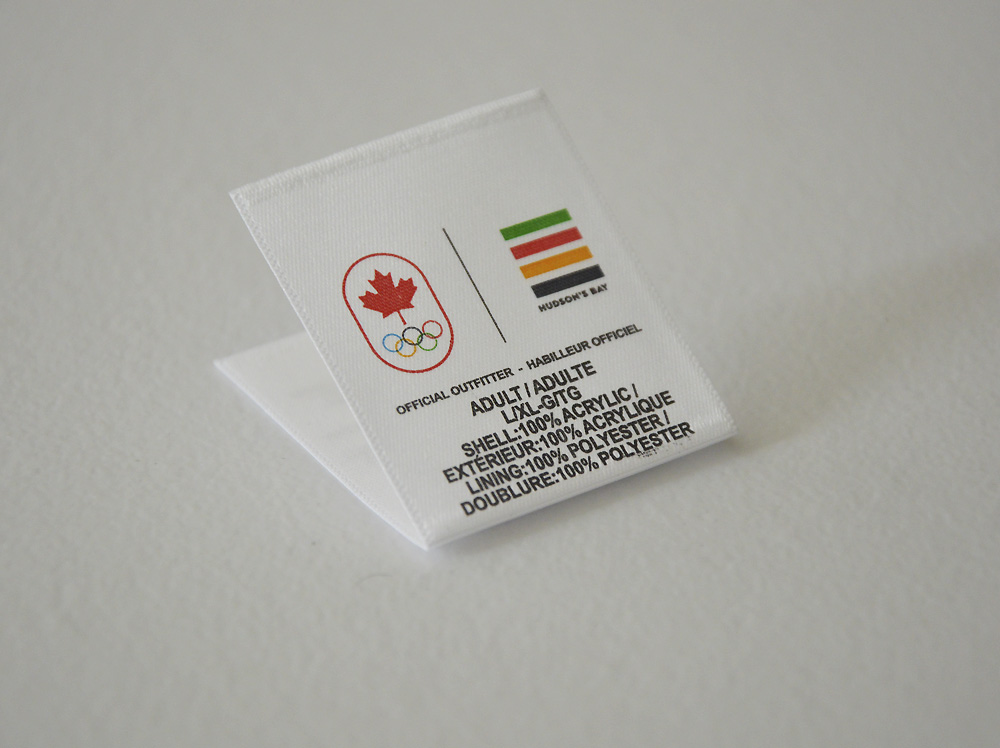 HUDSON'S BAY
OFFICIAL OUTFITTER - HABILLEUR OFFICIEL
ADULT / ADULTE
L/XL-G/TG
SHELL:100% ACRYLIC /
EXTÉRIEUR:100% ACRYLIQUE
LINING:100% POLYESTER /
DOUBLURE:100% POLYESTER